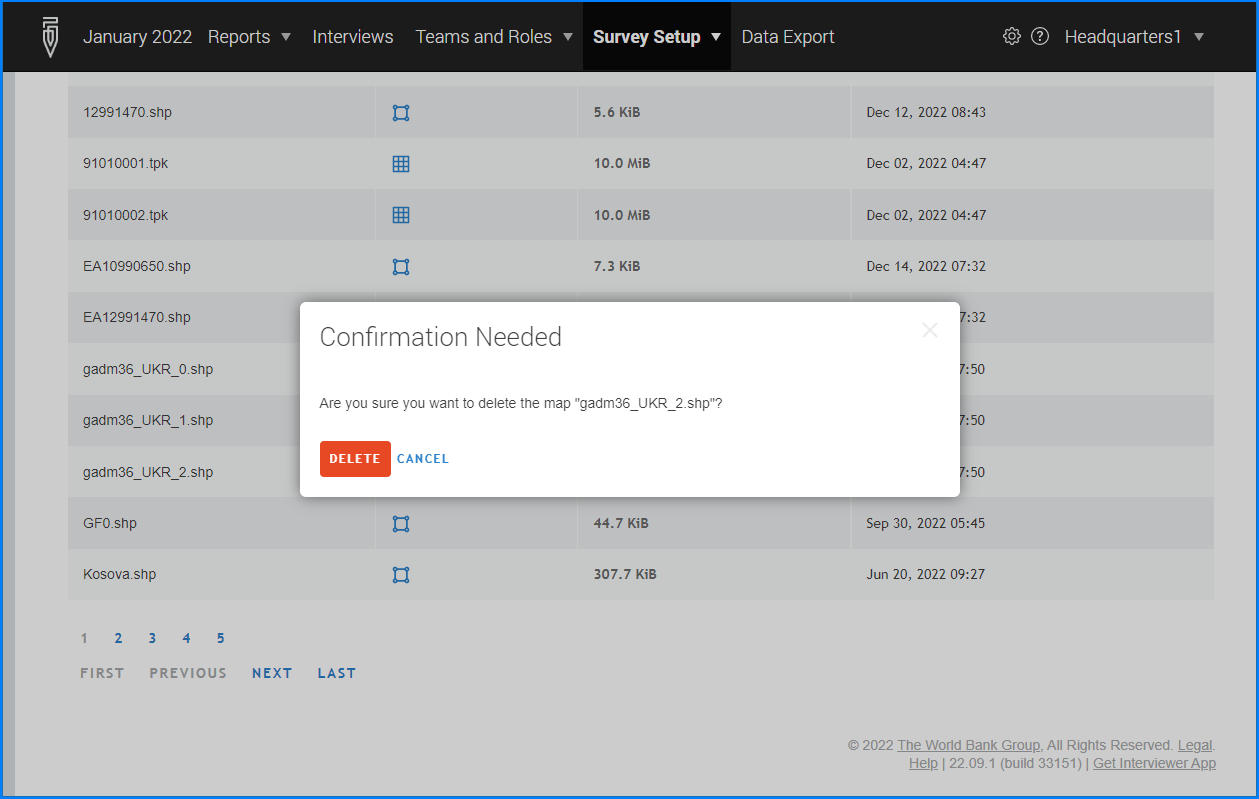 January 2022 Reports Interviews Teams and Roles Survey Setup Data Export Headquarters1
12991470.shp 5.6 KiB Dec 12, 2022 08:43
91010001.tpk 10.0 MiB Dec 02, 2022 04:47
91010002.tpk 10.0 MiB Dec 02, 2022 04:47
EA10990650.shp 7.3 KiB Dec 14, 2022 07:32
EA12991470.shp 7:32
gadm36_UKR_0.shp 7:50
gadm36_UKR_1.shp 7:50
gadm36_UKR_2.shp 7:50
Confirmation Needed
Are you sure you want to delete the map "gadm36_UKR_2.shp"?
DELETE CANCEL
GF0.shp 44.7 KiB Sep 30, 2022 05:45
Kosova.shp 307.7 KiB Jun 20, 2022 09:27
1 2 3 4 5
FIRST PREVIOUS NEXT LAST
© 2022 The World Bank Group, All Rights Reserved. Legal.
Help | 22.09.1 (build 33151) | Get Interviewer App